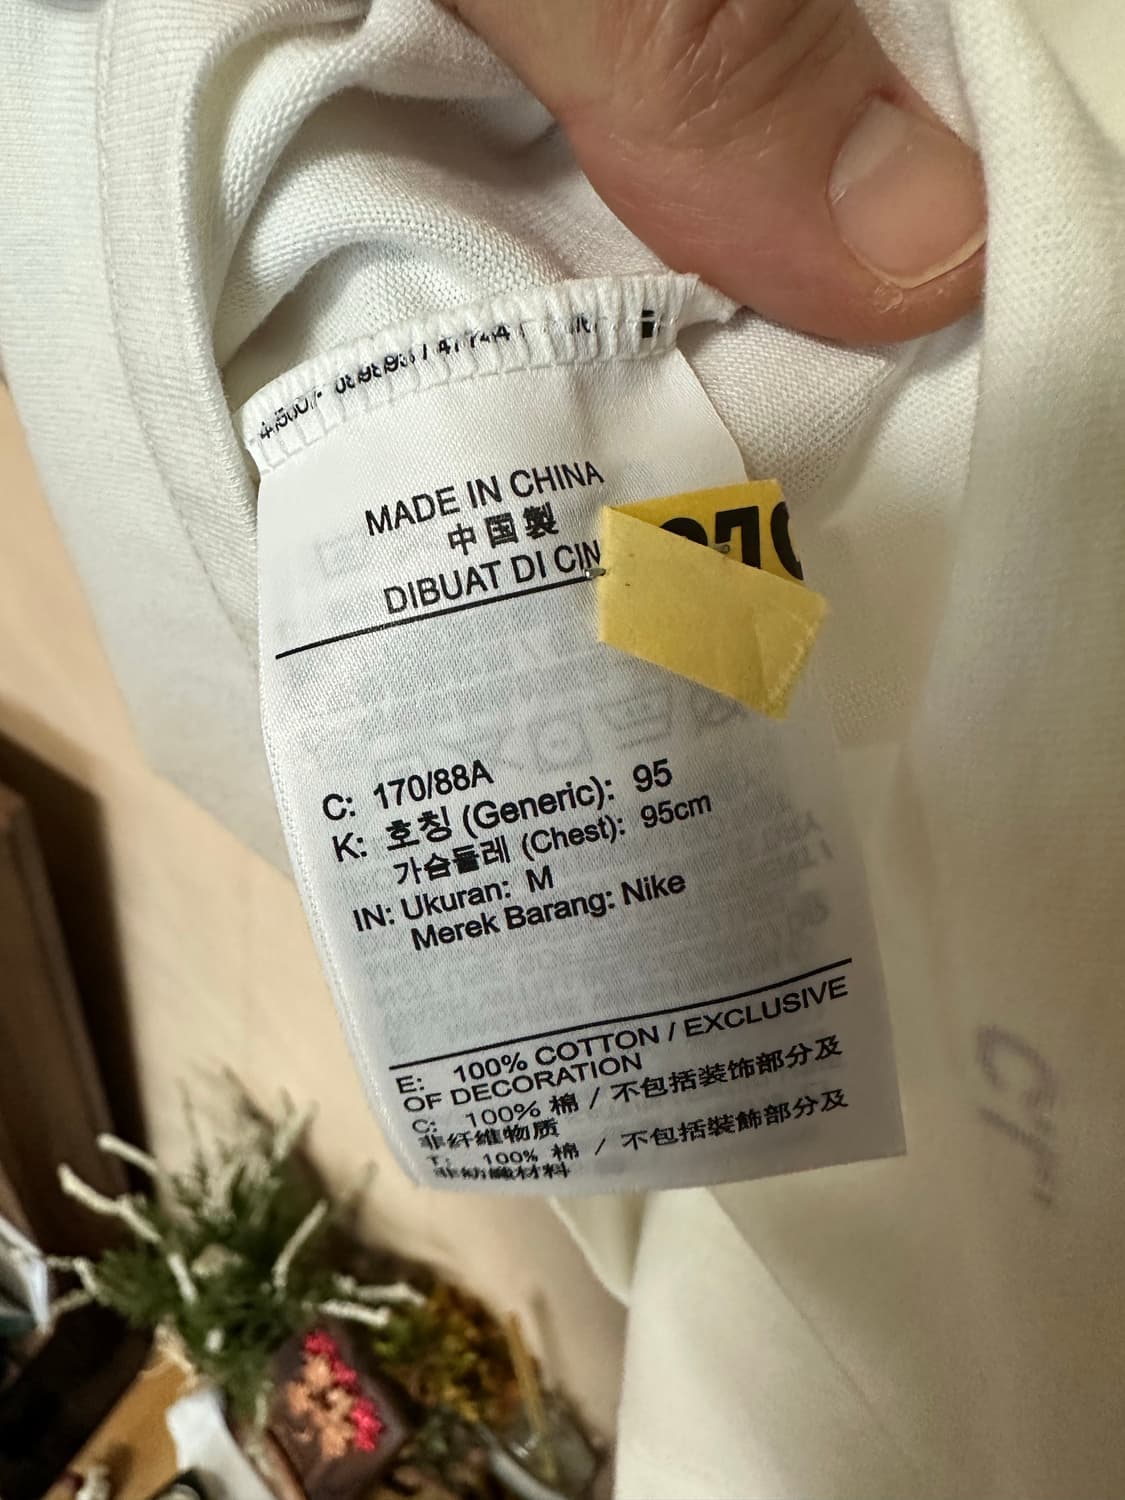 MADE IN CHINA
中国製
DIBUAT DI CIN
C: 170/88A
K: 호칭 (Generic): 95
가슴둘레 (Chest): 95cm
IN: Ukuran: M
Merek Barang: Nike
E: 100% COTTON / EXCLUSIVE
OF DECORATION
C: 100% 棉 / 不包括装饰部分及
非纤维物质
T: 100% 棉 / 不包括裝飾部分及
非紡織材料